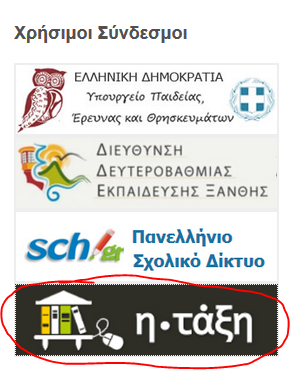 Χρήσιμοι Σύνδεσμοι
ΕΛΛΗΝΙΚΗ ΔΗΜΟΚΡΑΤΙΑ
Υπουργείο Παιδείας,
Έρευνας και Θρησκευμάτων
ΔΙΕΥΘΥΝΣΗ
ΔΕΥΤΕΡΟΒΑΘΜΙΑΣ
ΕΚΠΑΙΔΕΥΣΗΣ ΞΑΝΘΗΣ
sch.gr
Πανελλήνιο
Σχολικό Δίκτυο
η·τάξη